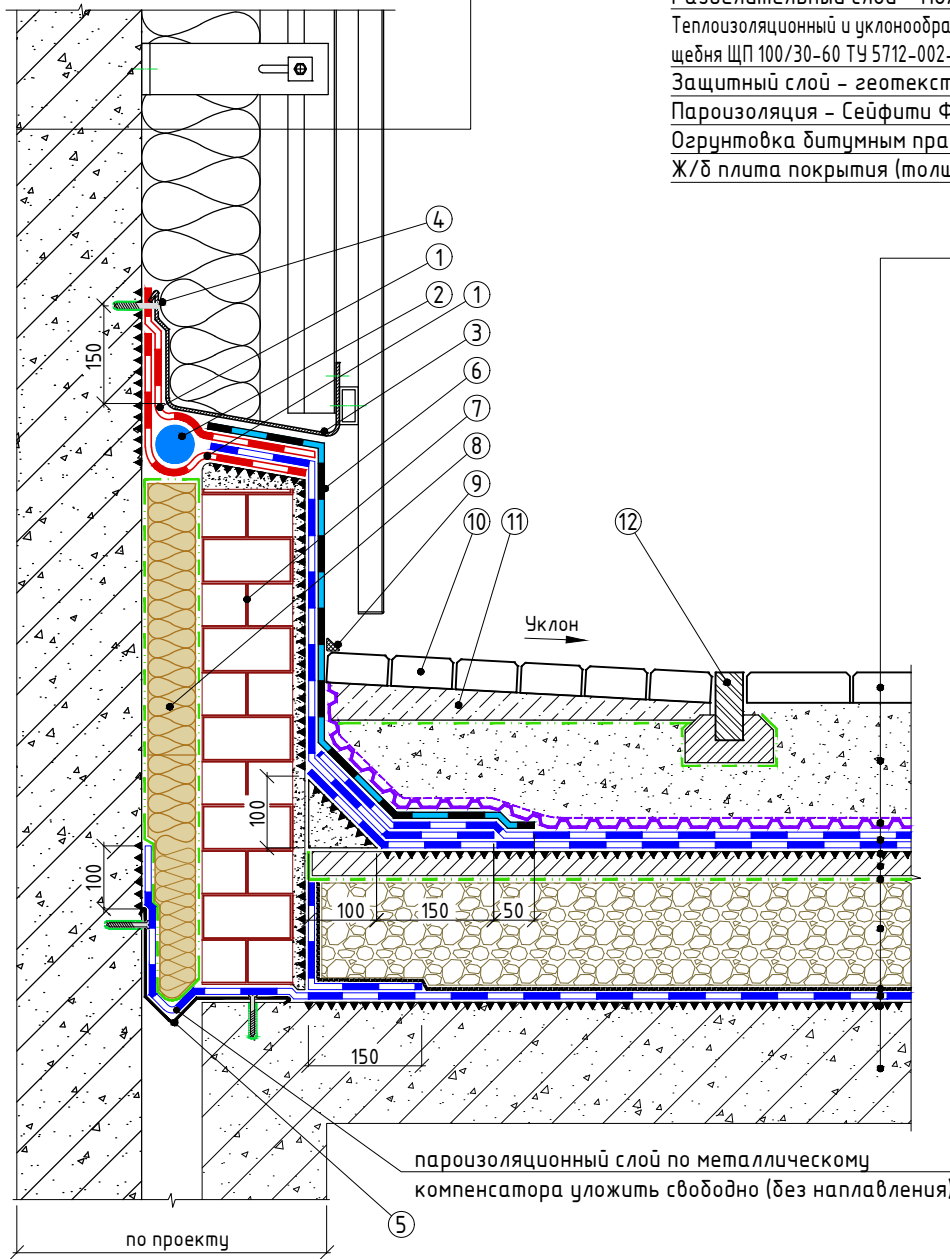 Теплоизоляционный и уклонообра
щебня ЩП 100/30-60 ТУ 5712-002-
Защитный слой - геотекст
Пароизоляция - Сейфити Ф
Огрунтовка битумным пра
Ж/б плита покрытия (толщ
4
1
2
1
3
6
7
8
9
10
11
12
150
Уклон
100
100
100
150
50
150
пароизоляционный слой по металлическому
компенсатора уложить свободно (без наплавления)
5
по проекту